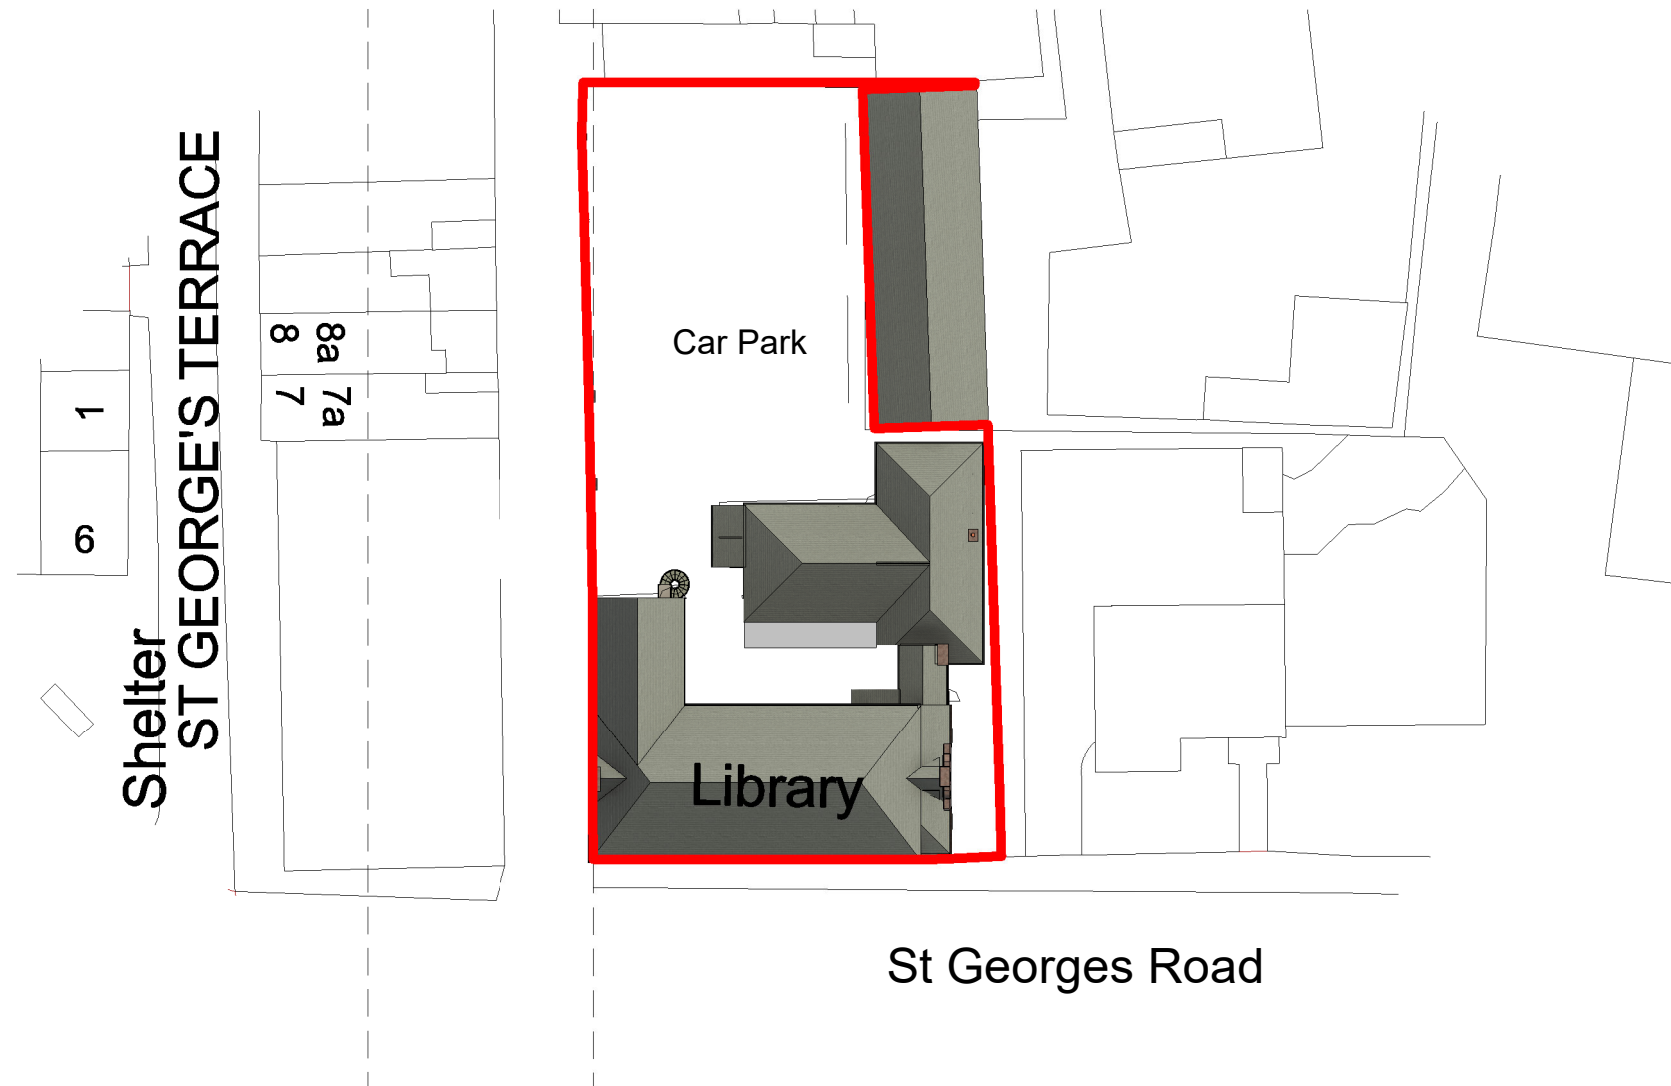 ST GEORGE'S TERRACE
8a
8
Car Park
7a
7
1
6
Shelter
Library
St Georges Road